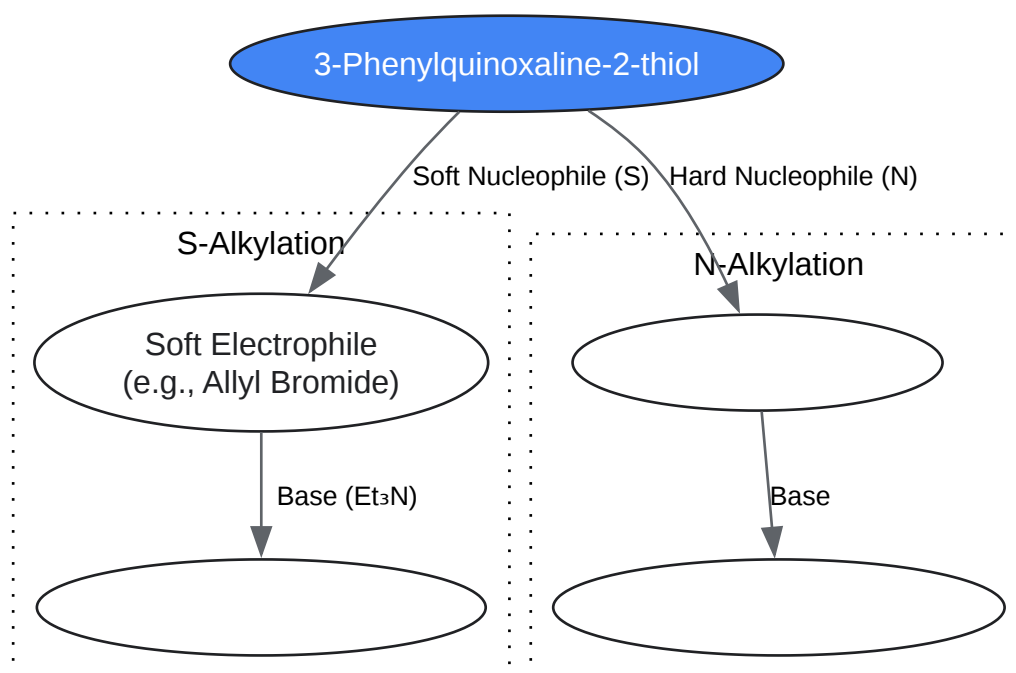 3-Phenylquinoxaline-2-thiol
Soft Nucleophile (S)
Hard Nucleophile (N)
S-Alkylation
N-Alkylation
Soft Electrophile
(e.g., Allyl Bromide)
Base (Et₃N)
Base